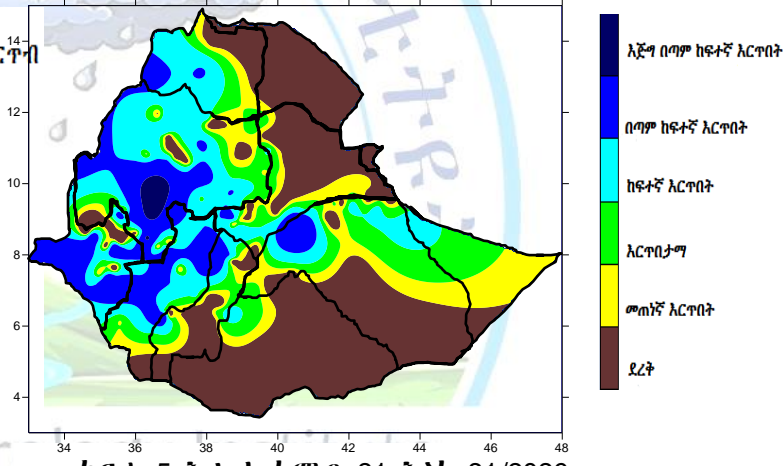 እጅግ በጣም ከፍተኛ እርጥበት
በጣም ከፍተኛ እርጥበት
ከፍተኛ እርጥበት
እርጥበታማ
መጠነኛ እርጥበት
ደረቅ
14
12
10
8
6
4
34 36 38 40 42 44 46 48